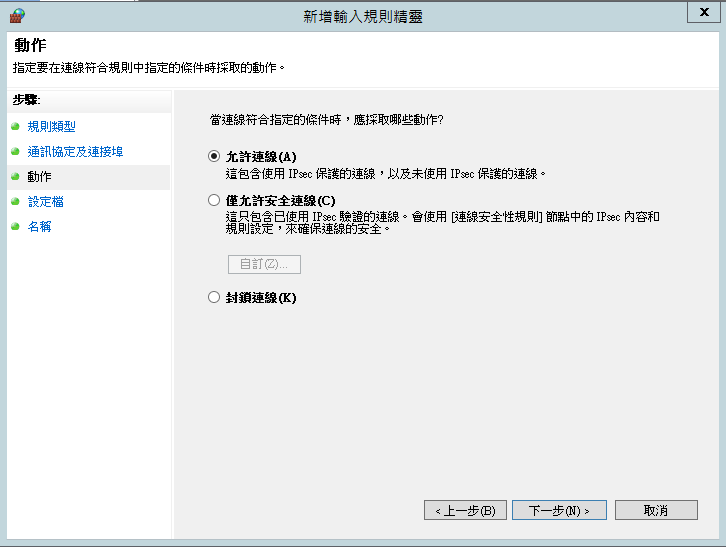 新增輸入規則精靈
x
動作
指定要在連線符合規則中指定的條件時採取的動作。
步驟:
規則類型
通訊協定及連接埠
動作
設定檔
名稱
當連線符合指定的條件時，應採取哪些動作?
允許連線(A)
這包含使用 IPsec 保護的連線，以及未使用 IPsec 保護的連線。
僅允許安全連線(C)
這只包含已使用 IPsec 驗證的連線。會使用 [連線安全性規則] 節點中的 IPsec 內容和
規則設定，來確保連線的安全。
自訂(Z)...
封鎖連線(K)
< 上一步(B)
下一步(N) >
取消